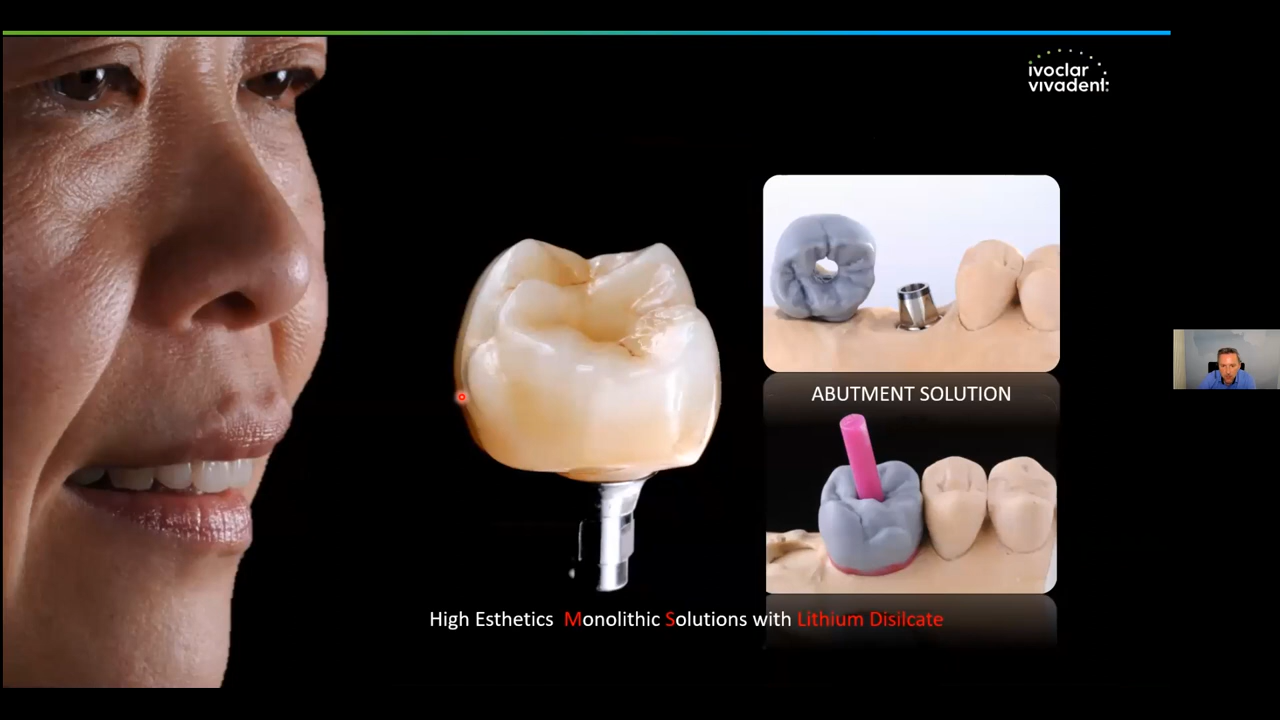 ivoclar
vivadent:
ABUTMENT SOLUTION
High Esthetics Monolithic Solutions with Lithium Disilcate